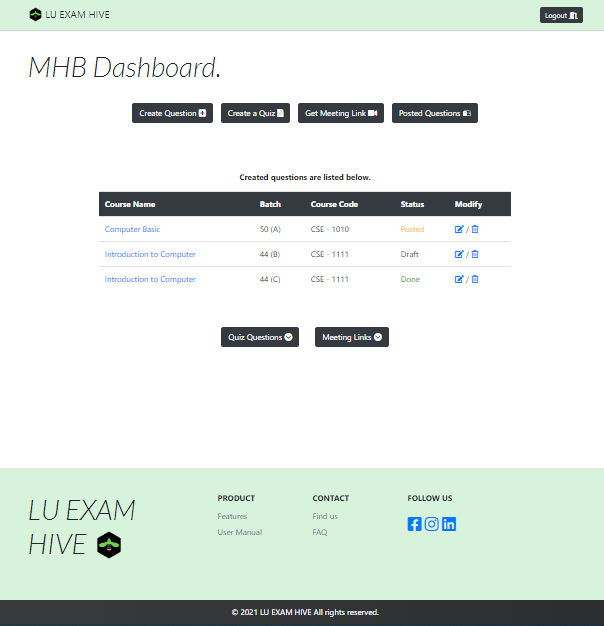 LU EXAM HIVE
Logout
MHB Dashboard.
Create Question
Create a Quiz
Get Meeting Link
Posted Questions
Created questions are listed below.
Course Name Batch Course Code Status Modify
Computer Basic 50 (A) CSE - 1010 Posted /
Introduction to Computer 44 (B) CSE - 1111 Draft /
Introduction to Computer 44 (C) CSE - 1111 Done /
Quiz Questions
Meeting Links
LU EXAM
HIVE
PRODUCT
Features
User Manual
CONTACT
Find us
FAQ
FOLLOW US
© 2021 LU EXAM HIVE All rights reserved.